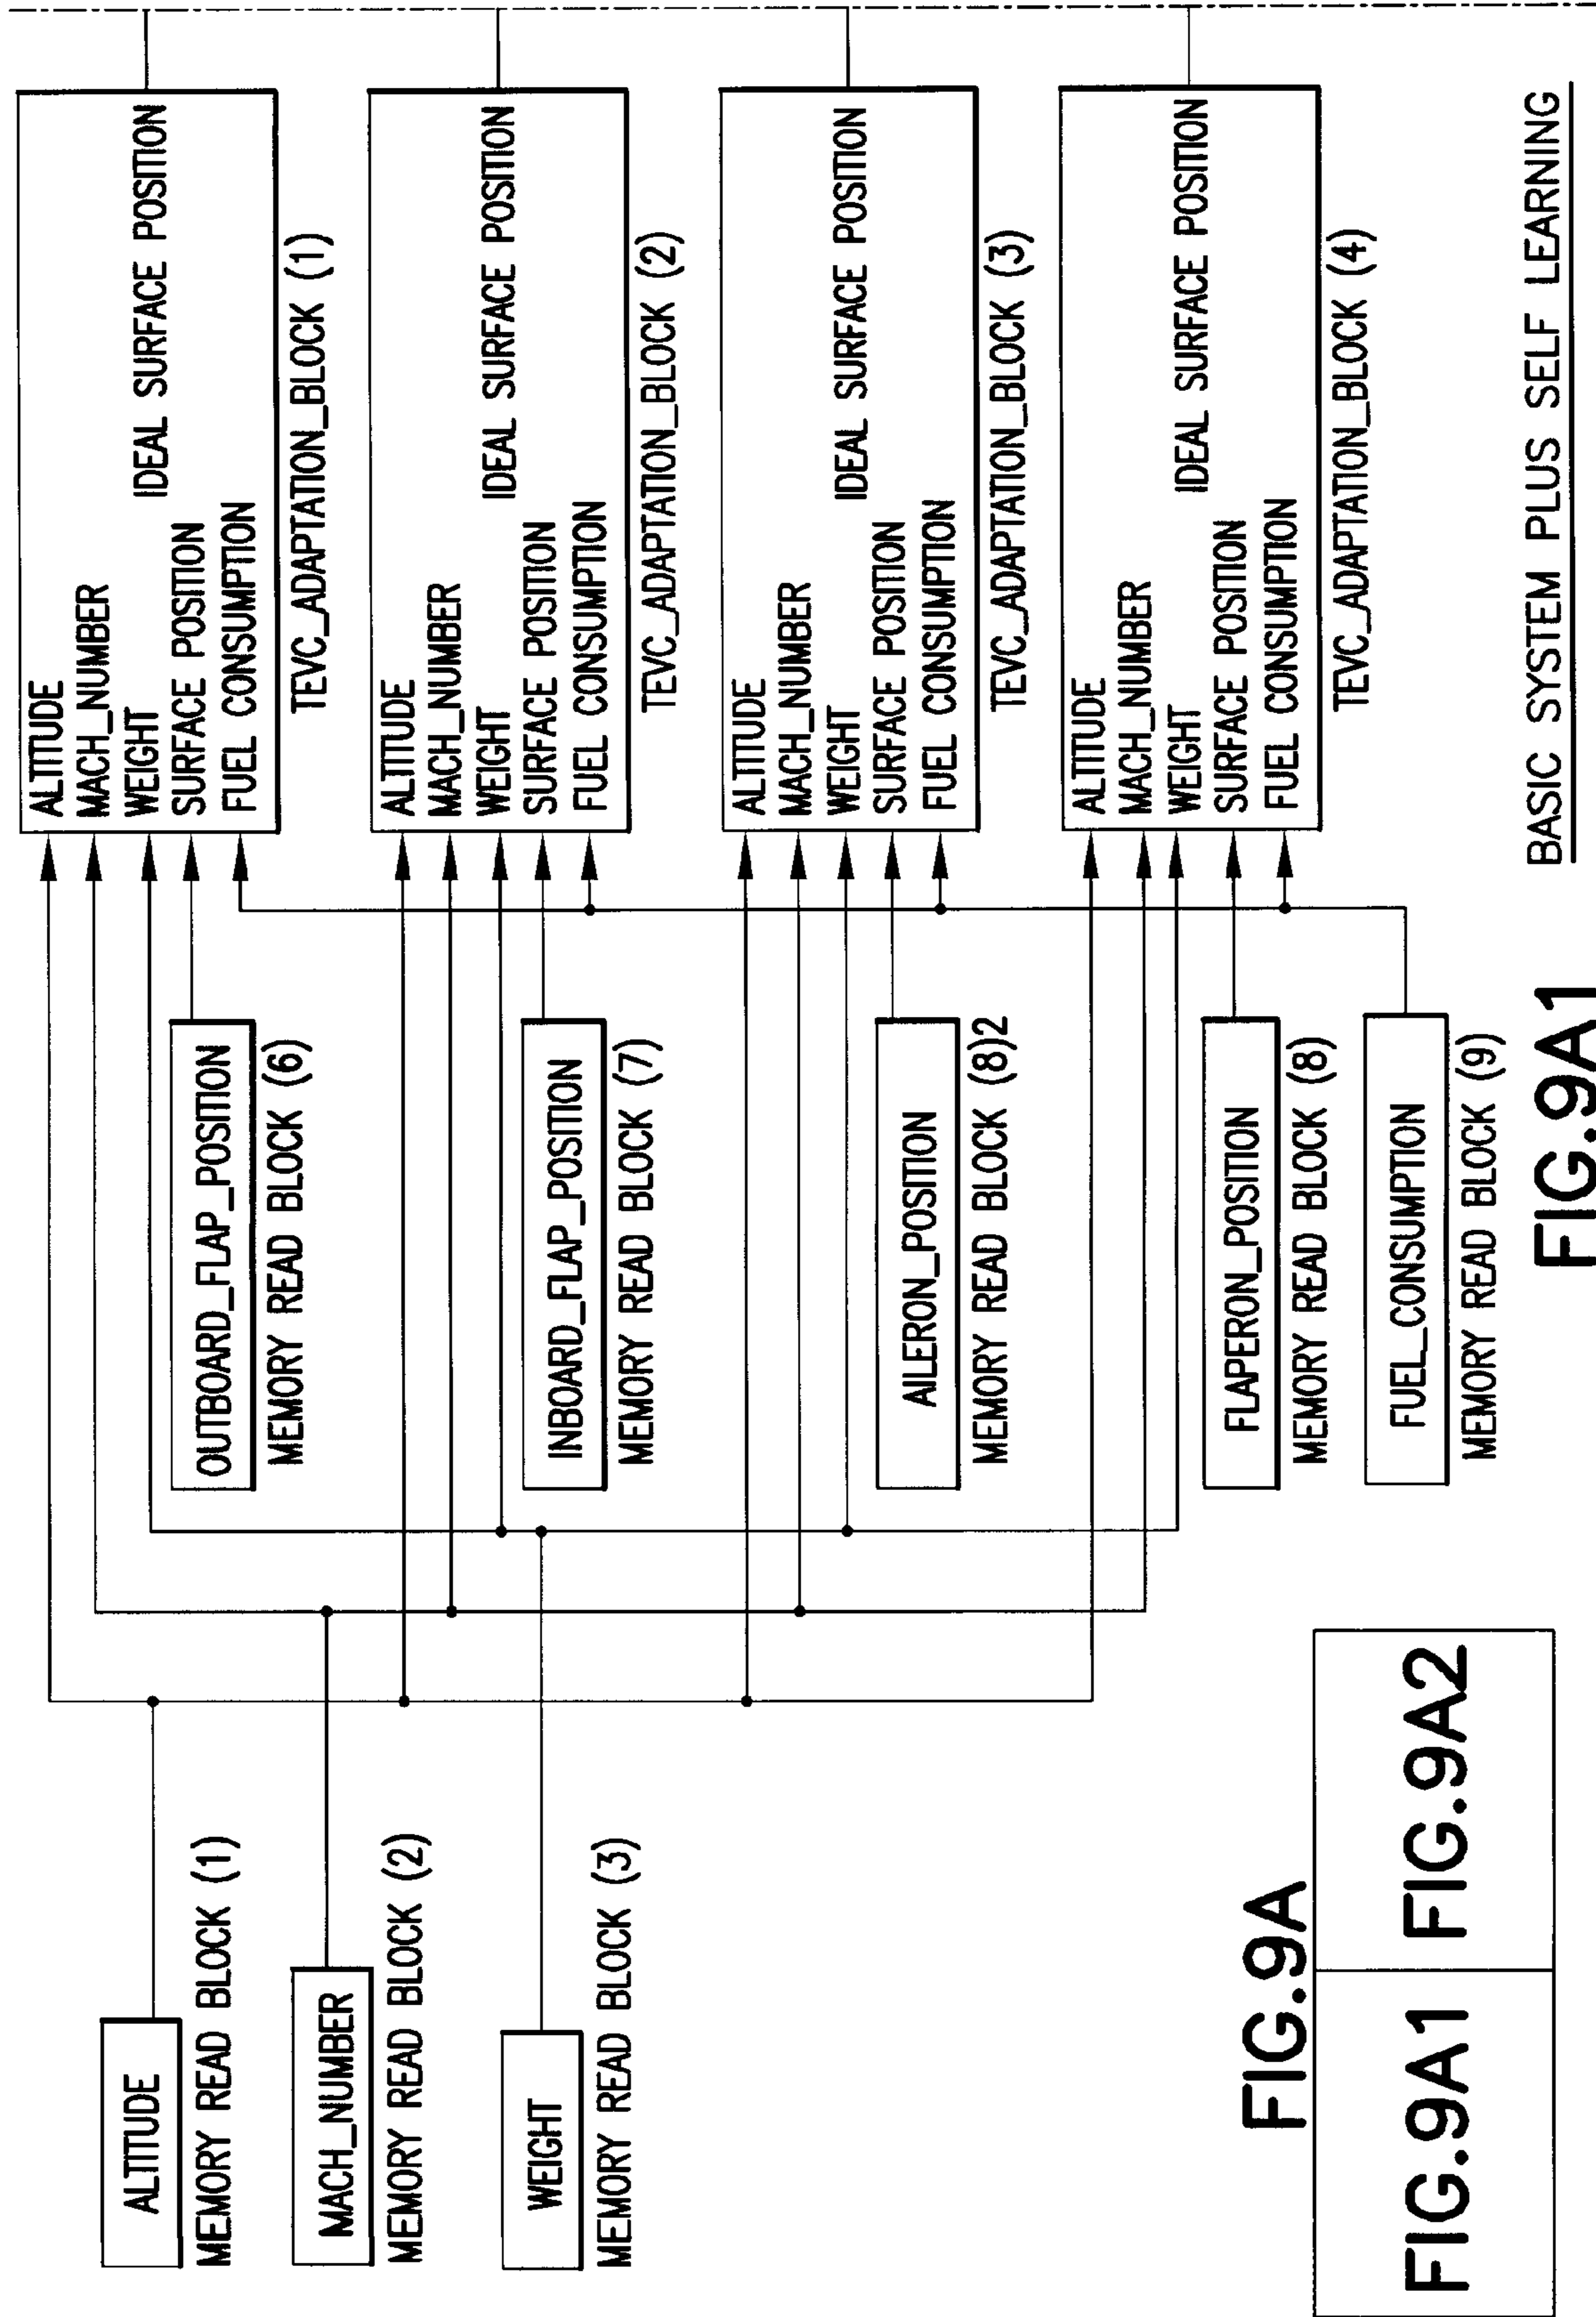 ALTITUDE
MEMORY READ BLOCK (1)
MACH_NUMBER
MEMORY READ BLOCK (2)
WEIGHT
MEMORY READ BLOCK (3)
OUTBOARD_FLAP_POSITION
MEMORY READ BLOCK (6)
INBOARD_FLAP_POSITION
MEMORY READ BLOCK (7)
AILERON_POSITION
MEMORY READ BLOCK (8)2
FLAPERON_POSITION
MEMORY READ BLOCK (8)
FUEL_CONSUMPTION
MEMORY READ BLOCK (9)
ALTITUDE
MACH_NUMBER
WEIGHT
IDEAL SURFACE POSITION
SURFACE POSITION
FUEL CONSUMPTION
TEVC_ADAPTATION_BLOCK (1)
ALTITUDE
MACH_NUMBER
WEIGHT
IDEAL SURFACE POSITION
SURFACE POSITION
FUEL CONSUMPTION
TEVC_ADAPTATION_BLOCK (2)
ALTITUDE
MACH_NUMBER
WEIGHT
IDEAL SURFACE POSITION
SURFACE POSITION
FUEL CONSUMPTION
TEVC_ADAPTATION_BLOCK (3)
ALTITUDE
MACH_NUMBER
WEIGHT
IDEAL SURFACE POSITION
SURFACE POSITION
FUEL CONSUMPTION
TEVC_ADAPTATION_BLOCK (4)
BASIC SYSTEM PLUS SELF LEARNING
FIG.9A
FIG.9A1 FIG.9A2
FIG.9A1